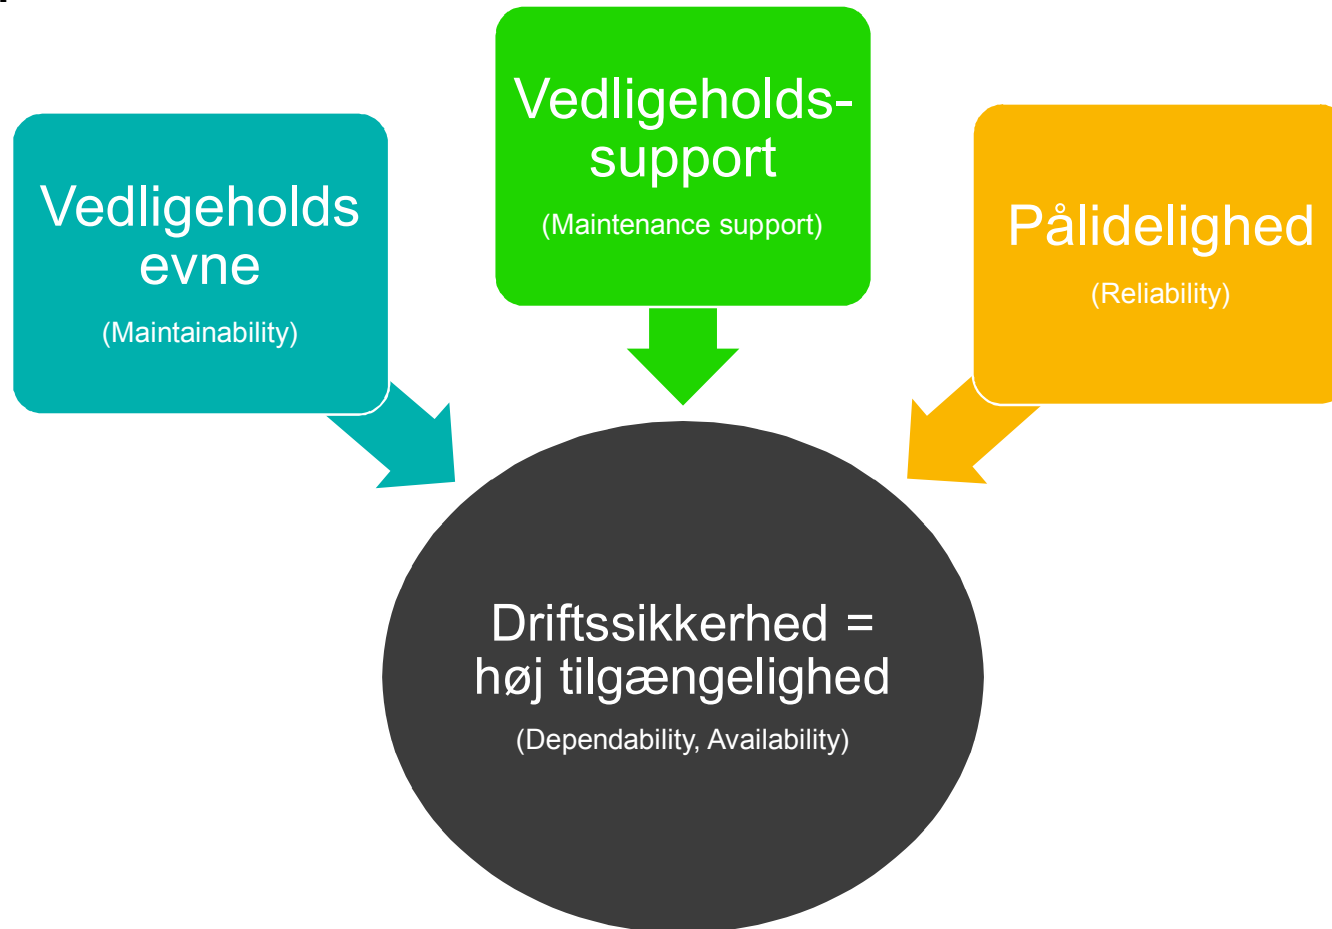 Vedligeholds
evne
(Maintainability)
Vedligeholds-
support
(Maintenance support)
Pålidelighed
(Reliability)
Driftssikkerhed =
høj tilgængelighed
(Dependability, Availability)